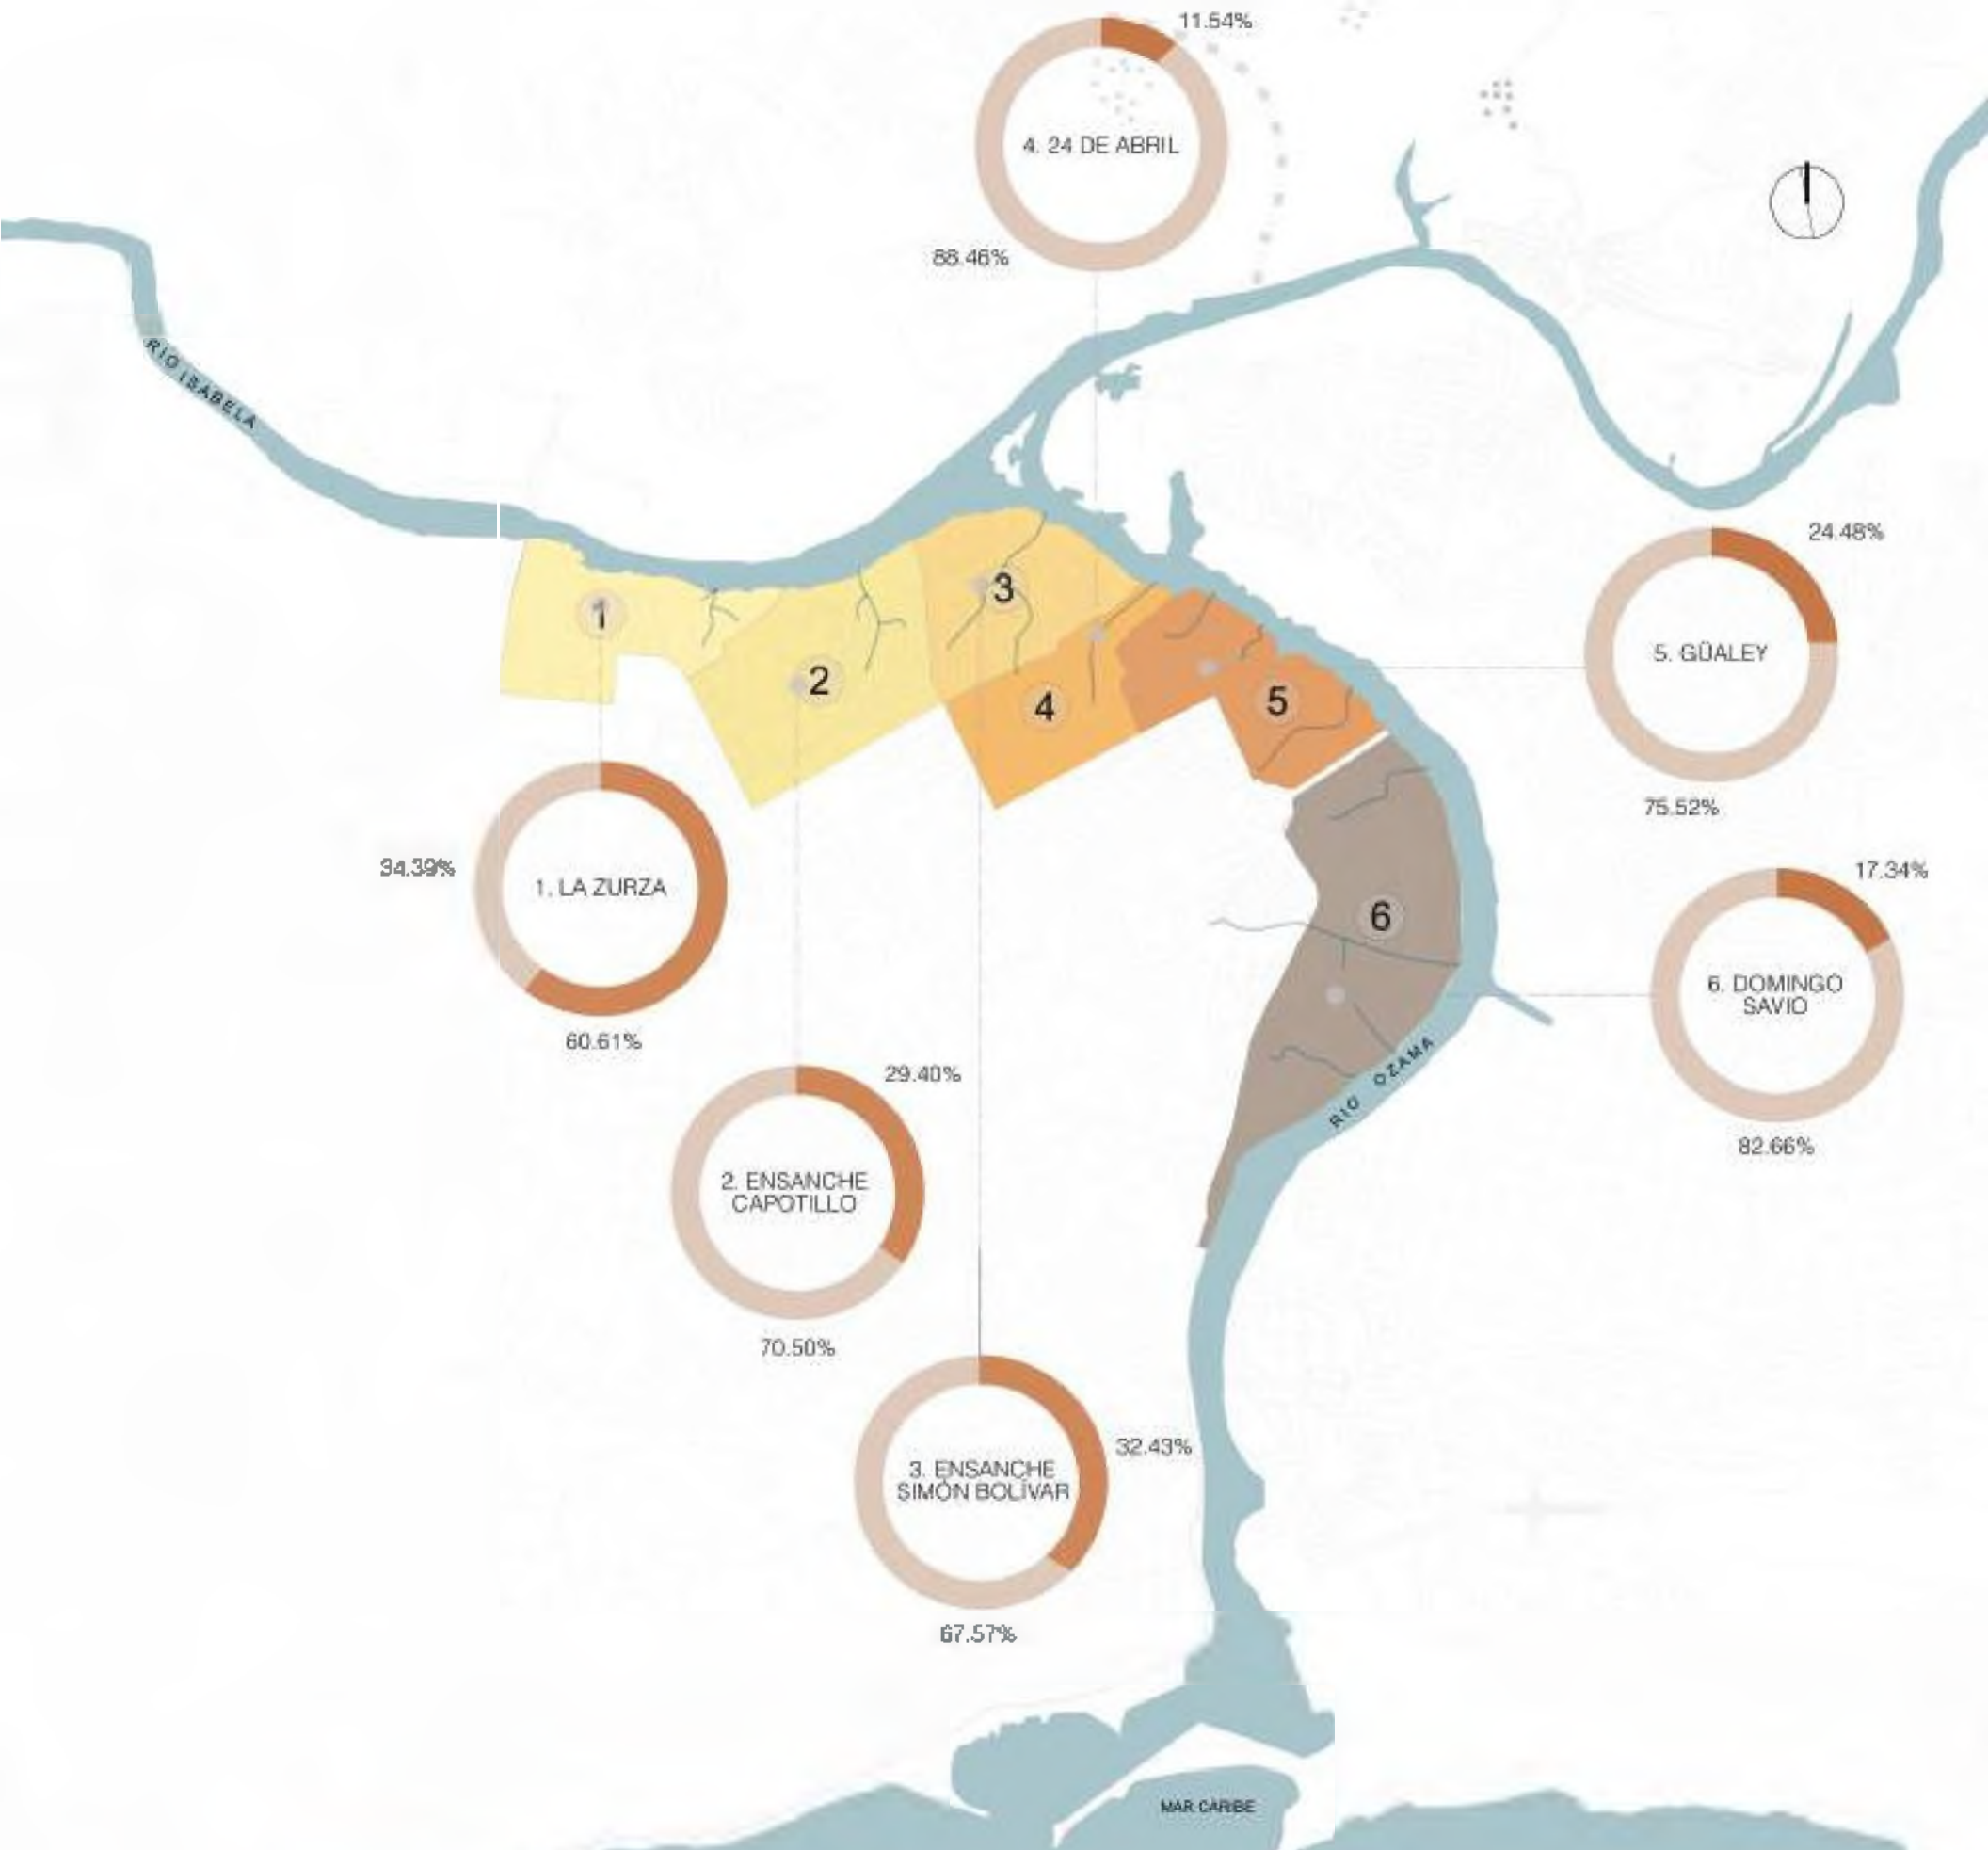 11.54%
4. 24 DE ABRIL
88.46%
RÍO ISABELA
24.48%
5. GÜALEY
75.52%
1
2
3
4
5
6
34.39%
1. LA ZURZA
60.61%
17.34%
6. DOMINGO
SAVIO
82.66%
RÍO OZAMA
29.40%
2. ENSANCHE
CAPOTILLO
70.50%
32.43%
3. ENSANCHE
SIMÓN BOLÍVAR
67.57%
MAR CARIBE